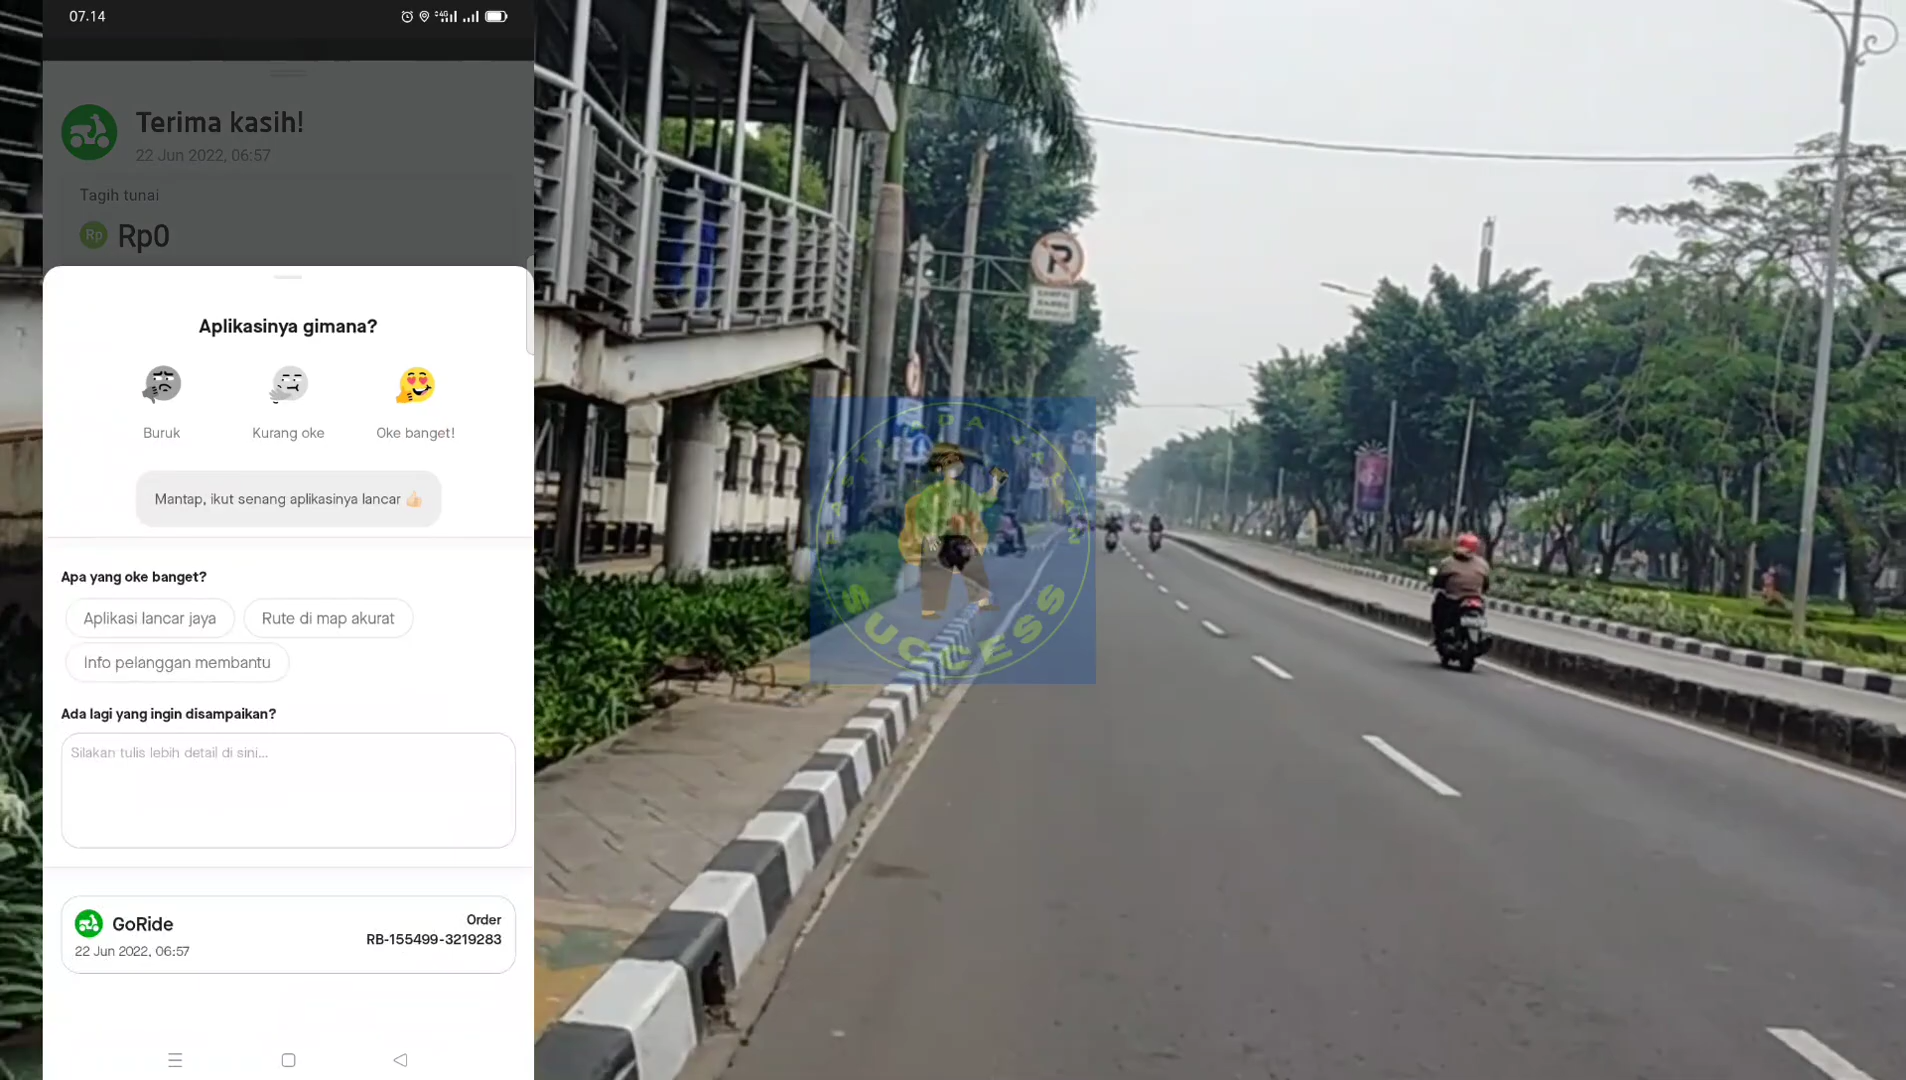 07.14
Terima kasih!
22 Jun 2022, 06:57
Tagih tunai
Rp
Rp0
Aplikasinya gimana?
Buruk
Kurang oke
Oke banget!
Mantap, ikut senang aplikasinya lancar 👍🏻
Apa yang oke banget?
Aplikasi lancar jaya
Rute di map akurat
Info pelanggan membantu
Ada lagi yang ingin disampaikan?
Silakan tulis lebih detail di sini...
GoRide
Order
22 Jun 2022, 06:57
RB-155499-3219283
P
SUCCESS